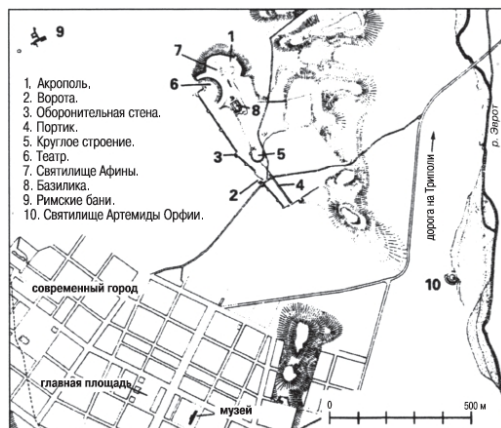 9
7
1
6
8
1, Акрополь,
2. Ворота.
3. Оборонительная стена.
4. Портик.
5. Круглое строение.
6. Театр.
7. Святилище Афины.
8. Базилика.
9. Римские бани.
10. Святилище Артемиды Орфии.
3
5
2
4
р. Эврот
дорога на Триполи
10
современный город
главная площадь
музей
0
500 м